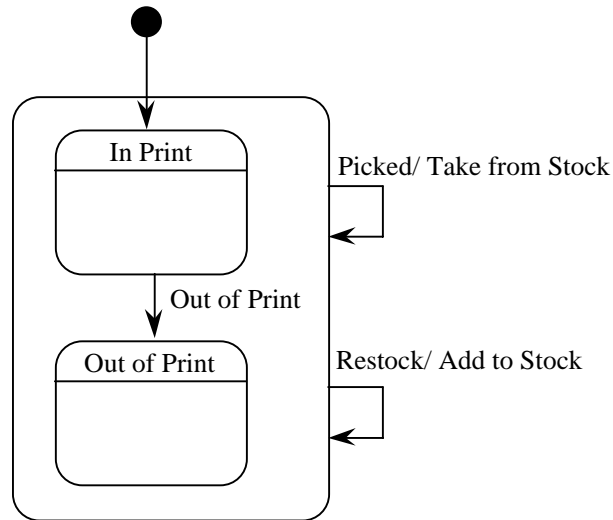 In Print
Picked/ Take from Stock
Out of Print
Out of Print
Restock/ Add to Stock